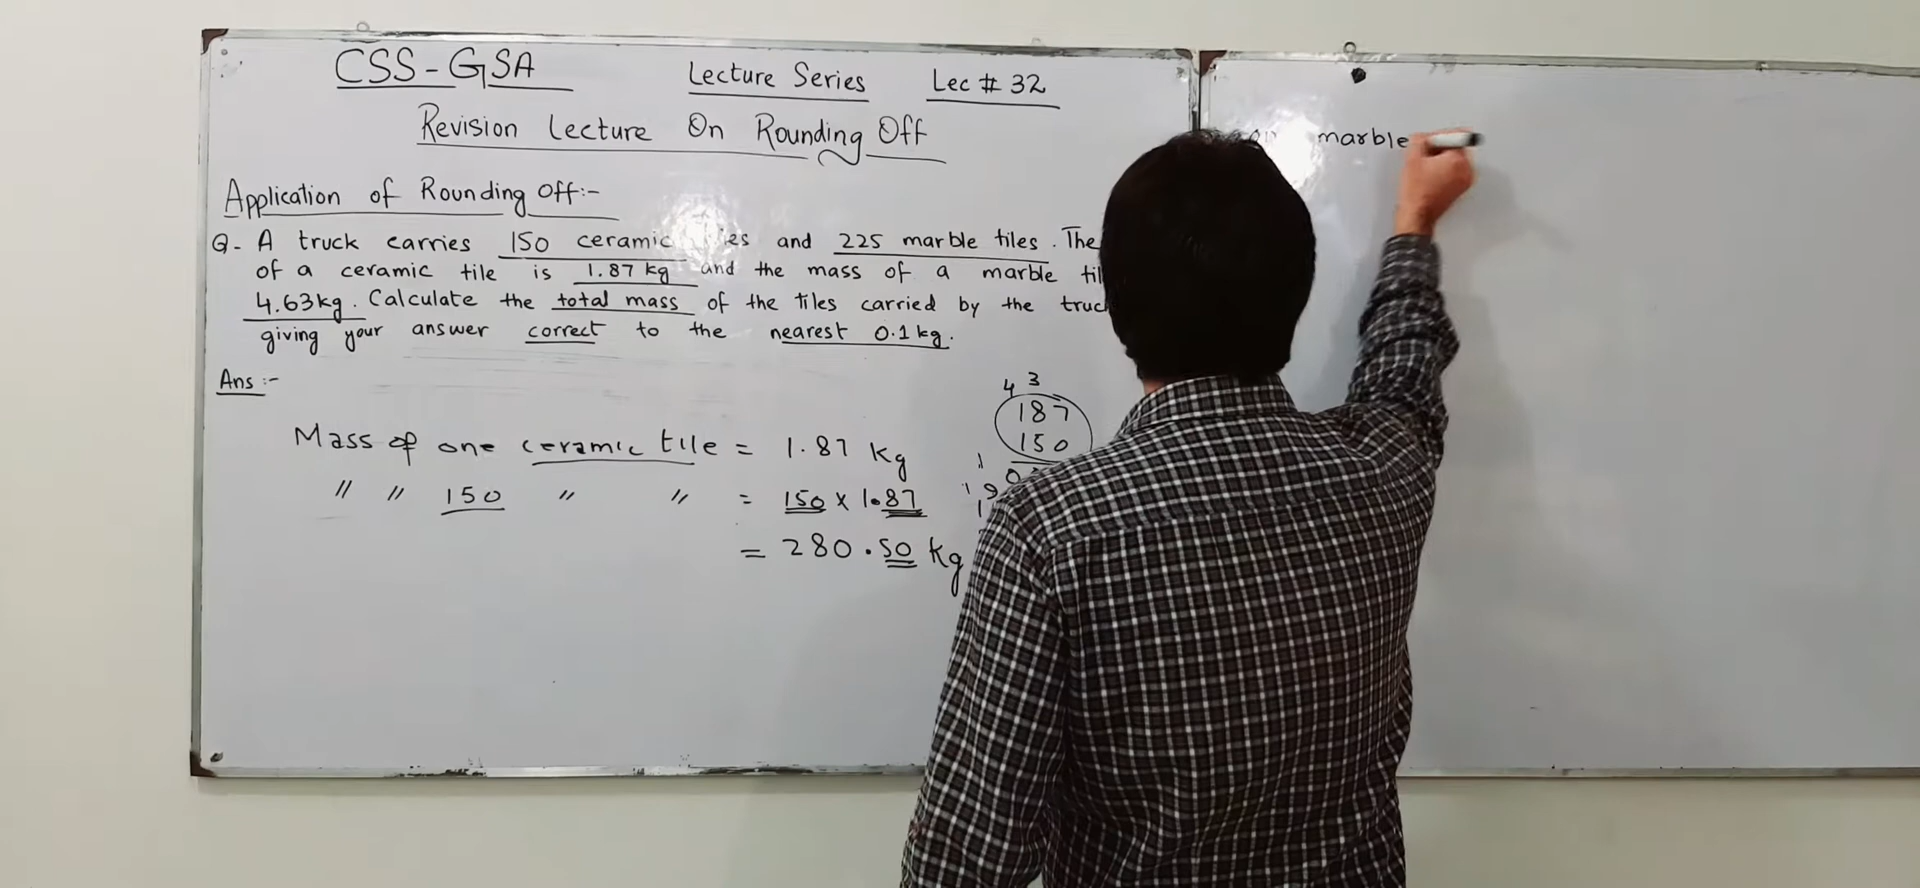 CSS-GSA Lecture Series Lec # 32
Revision Lecture On Rounding Off
Application of Rounding Off:-
Q- A truck carries 150 ceramic and 225 marble tiles. The
of a ceramic tile is 1.87 kg and the mass of a marble
4.63kg. Calculate the total mass of the tiles carried by the
giving your answer correct to the nearest 0.1 kg.
Ans :-
Mass of one ceramic tile = 1.87 kg
" " 150 " " = 150 x 1.87
= 280.50 kg
4 3
187
150
marble